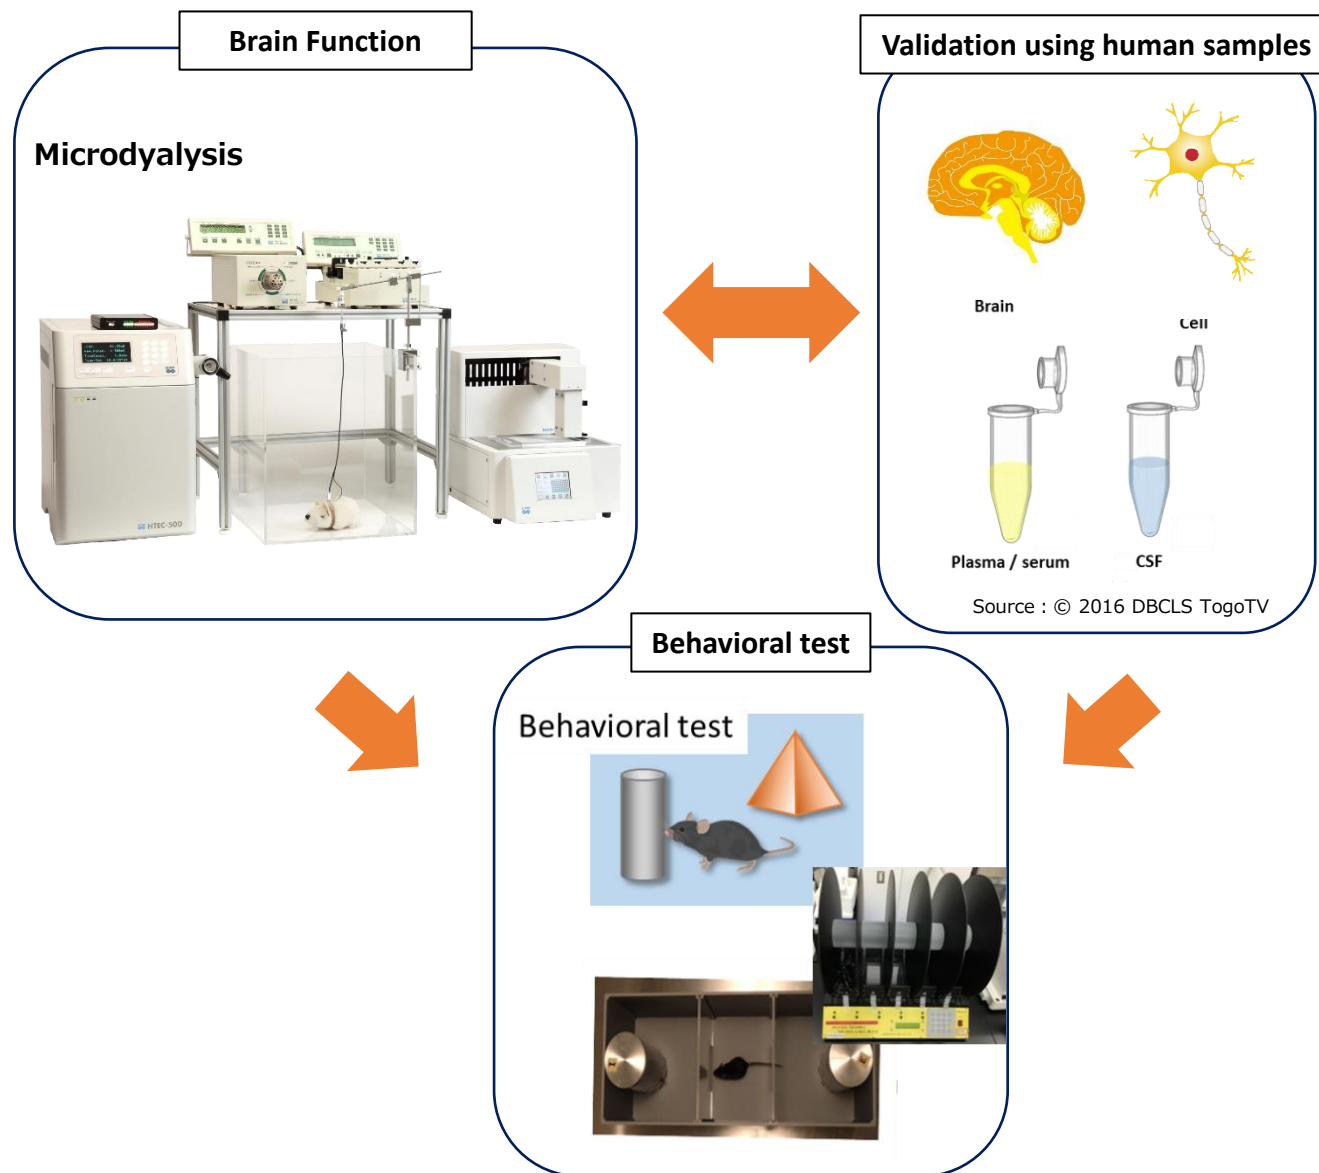 Brain Function
Validation using human samples
Microdyalysis
HTEC-500
Brain
Cell
Plasma / serum
CSF
Source : © 2016 DBCLS TogoTV
Behavioral test
Behavioral test